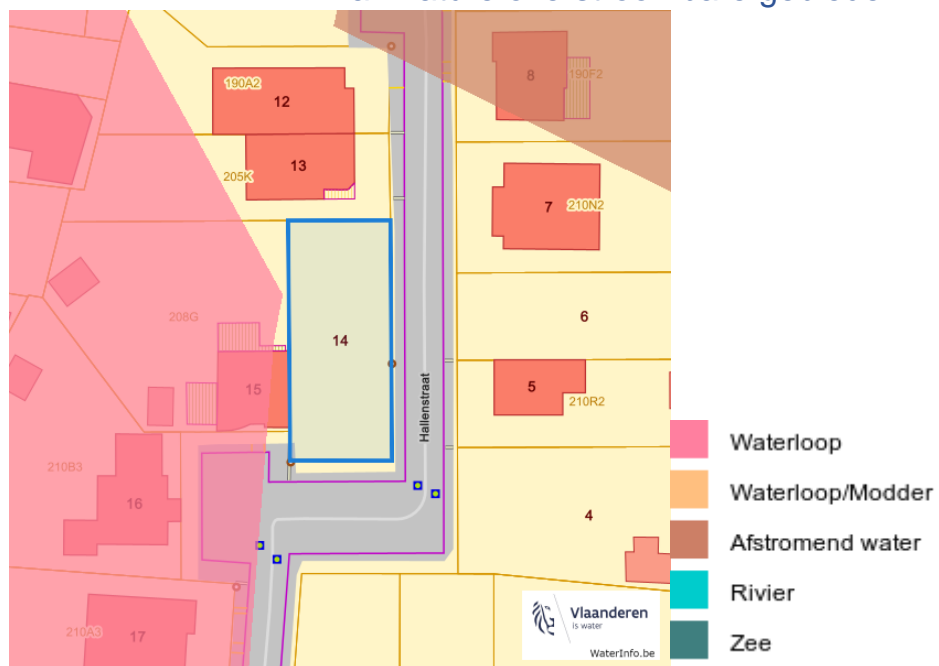 8
190F2
190A2
12
13
205K
7
210N2
6
208G
14
15
5
210R2
Hallenstraat
210B3
16
4
210A3
17
Vlaanderen
is water
WaterInfo.be
Waterloop
Waterloop/Modder
Afstromend water
Rivier
Zee